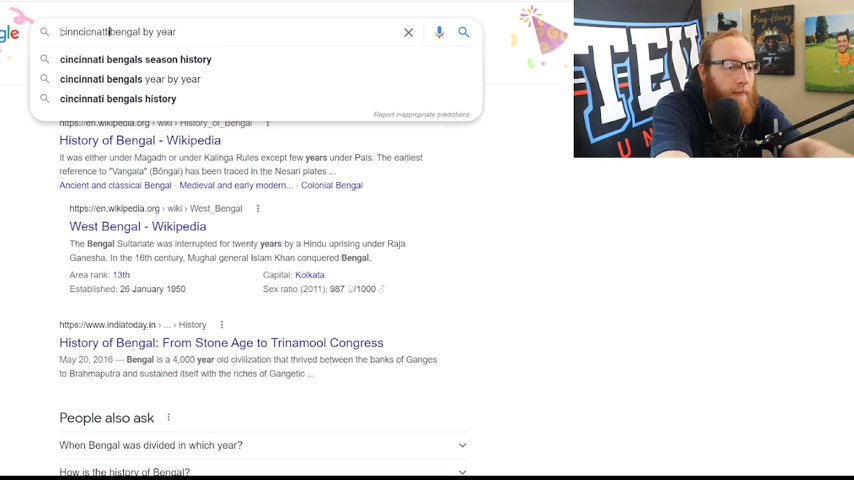 gle
cinncicnattibengal by year
cincinnati bengals season history
cincinnati bengals year by year
cincinnati bengals history
Report inappropriate predictions
https://en.wikipedia.org › wiki › History_of_Bengal
History of Bengal - Wikipedia
It was either under Magadh or under Kalinga Rules except few years under Pals. The earliest
reference to "Vangala" (Bôngal) has been traced in the Nesari plates ...
Ancient and classical Bengal · Medieval and early modern... · Colonial Bengal
https://en.wikipedia.org › wiki › West_Bengal
West Bengal - Wikipedia
The Bengal Sultanate was interrupted for twenty years by a Hindu uprising under Raja
Ganesha. In the 16th century, Mughal general Islam Khan conquered Bengal.
Area rank: 13th
Capital: Kolkata
Established: 26 January 1950
Sex ratio (2011): 987 ♀/1000 ♂
https://www.indiatoday.in › ... › History
History of Bengal: From Stone Age to Trinamool Congress
May 20, 2016 — Bengal is a 4,000 year old civilization that thrived between the banks of Ganges
to Brahmaputra and sustained itself with the riches of Gangetic ...
People also ask
When Bengal was divided in which year?
How is the history of Bengal?
King Henry